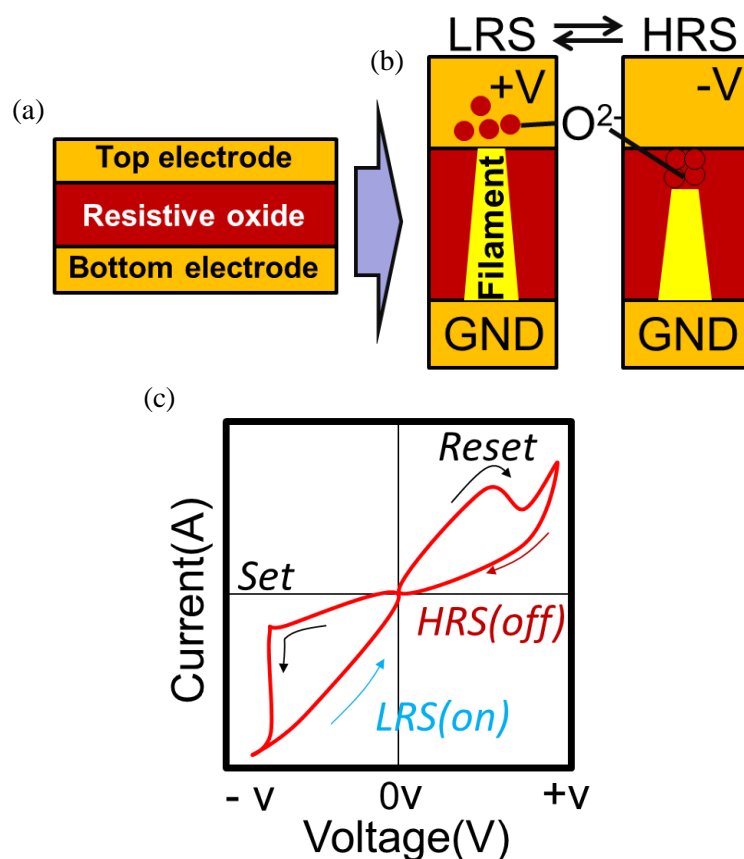 (a)
Top electrode
Resistive oxide
Bottom electrode
(b)
LRS HRS
+V
-V
O²⁻
Filament
GND
GND
(c)
Reset
Set
HRS(off)
LRS(on)
Current(A)
- v 0v +v
Voltage(V)